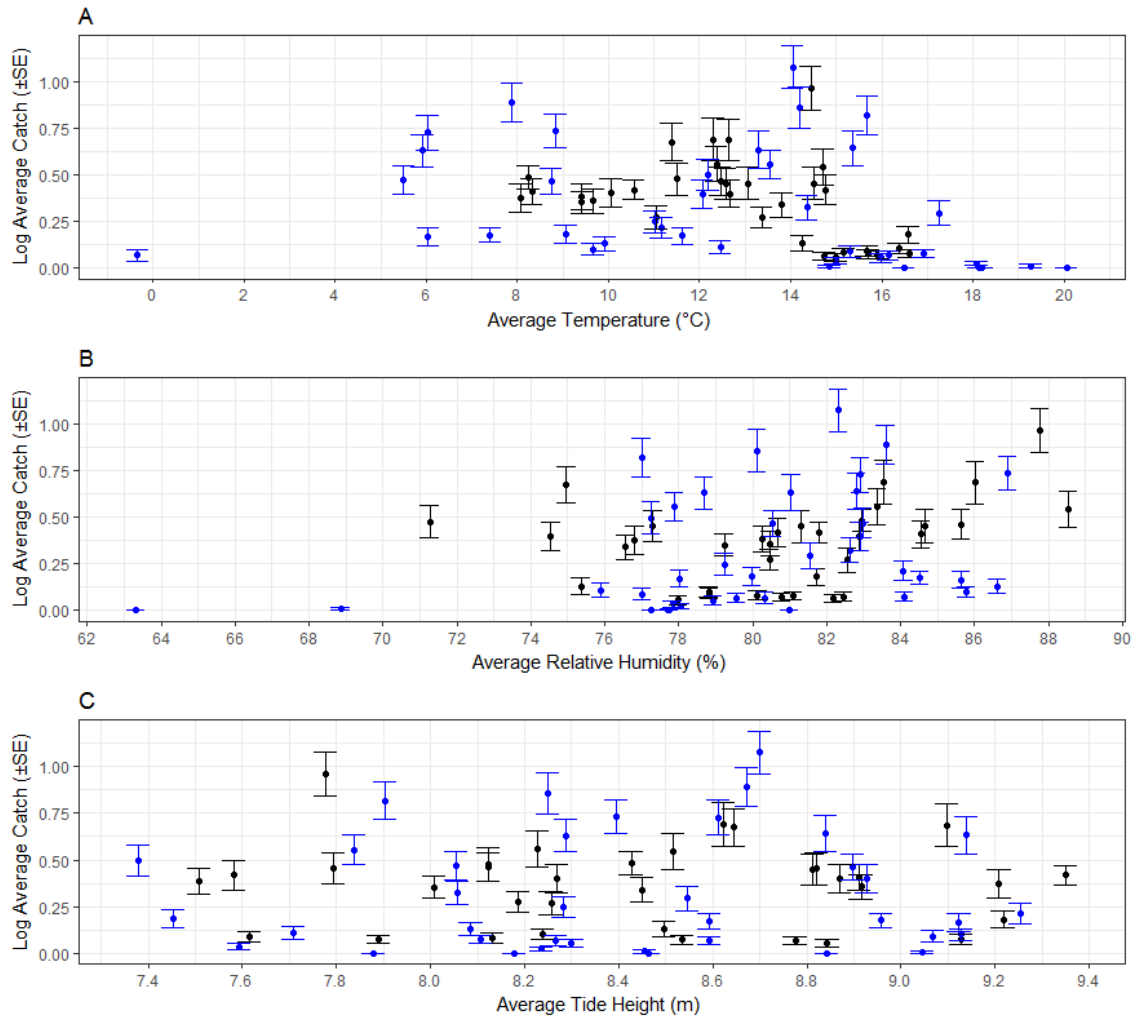 A
Log Average Catch (±SE)
1.00
0.75
0.50
0.25
0.00
0 2 4 6 8 10 12 14 16 18 20
Average Temperature (°C)
B
Log Average Catch (±SE)
1.00
0.75
0.50
0.25
0.00
62 64 66 68 70 72 74 76 78 80 82 84 86 88 90
Average Relative Humidity (%)
C
Log Average Catch (±SE)
1.00
0.75
0.50
0.25
0.00
7.4 7.6 7.8 8.0 8.2 8.4 8.6 8.8 9.0 9.2 9.4
Average Tide Height (m)